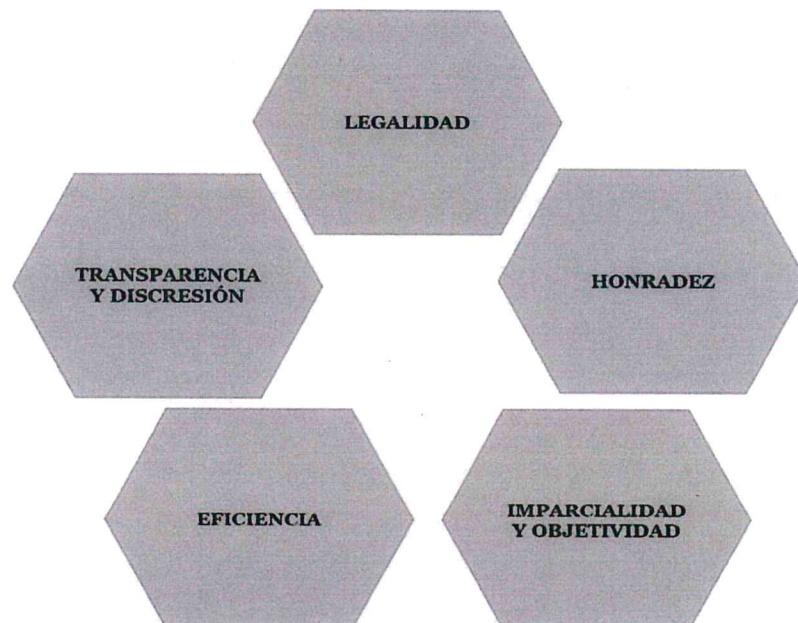 LEGALIDAD
HONRADEZ
IMPARCIALIDAD
Y OBJETIVIDAD
EFICIENCIA
TRANSPARENCIA
Y DISCRESIÓN